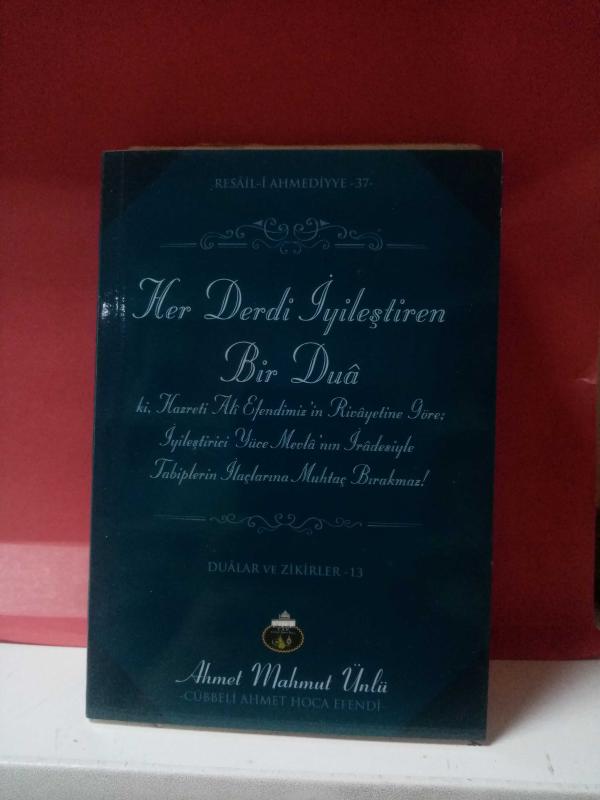 RESÂİL-İ AHMEDİYYE -37-
Her Derdi İyileştiren
Bir Duâ
ki, Hazreti Ali Efendimiz'in Rivâyetine Göre;
İyileştirici Yüce Mevlâ'nın İrâdesiyle
Tabiplerin İlaçlarına Muhtaç Bırakmaz!
DUÂLAR VE ZİKİRLER -13
Ahmet Mahmut Ünlü
-CÜBBELİ AHMET HOCA EFENDİ-